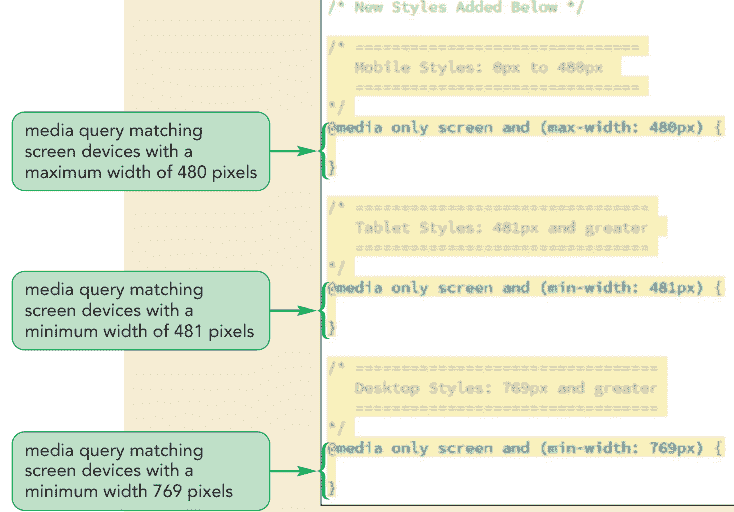 /* New Styles Added Below */
/* ==============================
Mobile Styles: 0px to 480px
==============================
*/
media query matching
screen devices with a
maximum width of 480 pixels
@media only screen and (max-width: 480px) {
}
/* ===============================
Tablet Styles: 481px and greater
===============================
*/
media query matching
screen devices with a
minimum width of 481 pixels
@media only screen and (min-width: 481px) {
}
/* ================================
Desktop Styles: 769px and greater
================================
*/
media query matching
screen devices with a
minimum width 769 pixels
@media only screen and (min-width: 769px) {
}